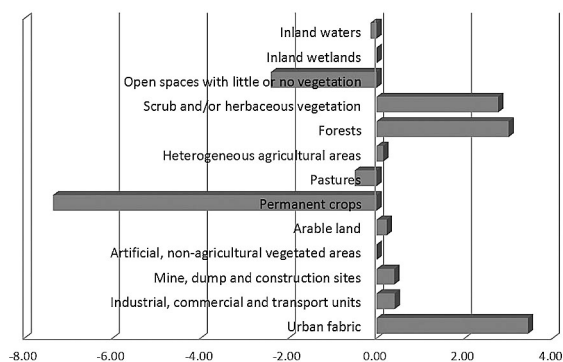 Inland waters
Inland wetlands
Open spaces with little or no vegetation
Scrub and/or herbaceous vegetation
Forests
Heterogeneous agricultural areas
Pastures
Permanent crops
Arable land
Artificial, non-agricultural vegetated areas
Mine, dump and construction sites
Industrial, commercial and transport units
Urban fabric
-8.00 -6.00 -4.00 -2.00 0.00 2.00 4.00